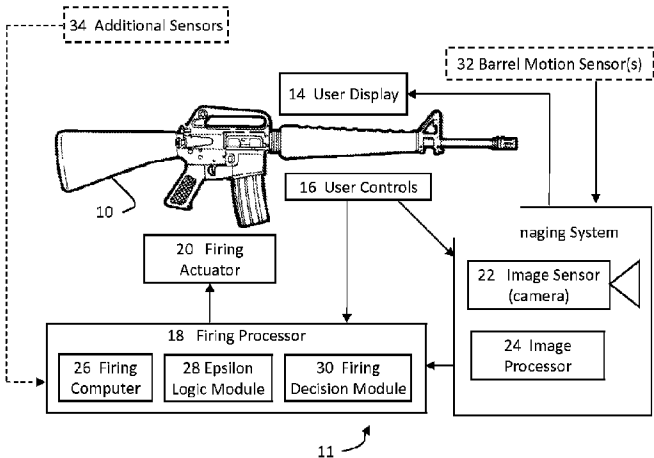 34 Additional Sensors
32 Barrel Motion Sensor(s)
14 User Display
10
16 User Controls
naging System
20 Firing
Actuator
22 Image Sensor
(camera)
18 Firing Processor
24 Image
Processor
26 Firing
Computer
28 Epsilon
Logic Module
30 Firing
Decision Module
11